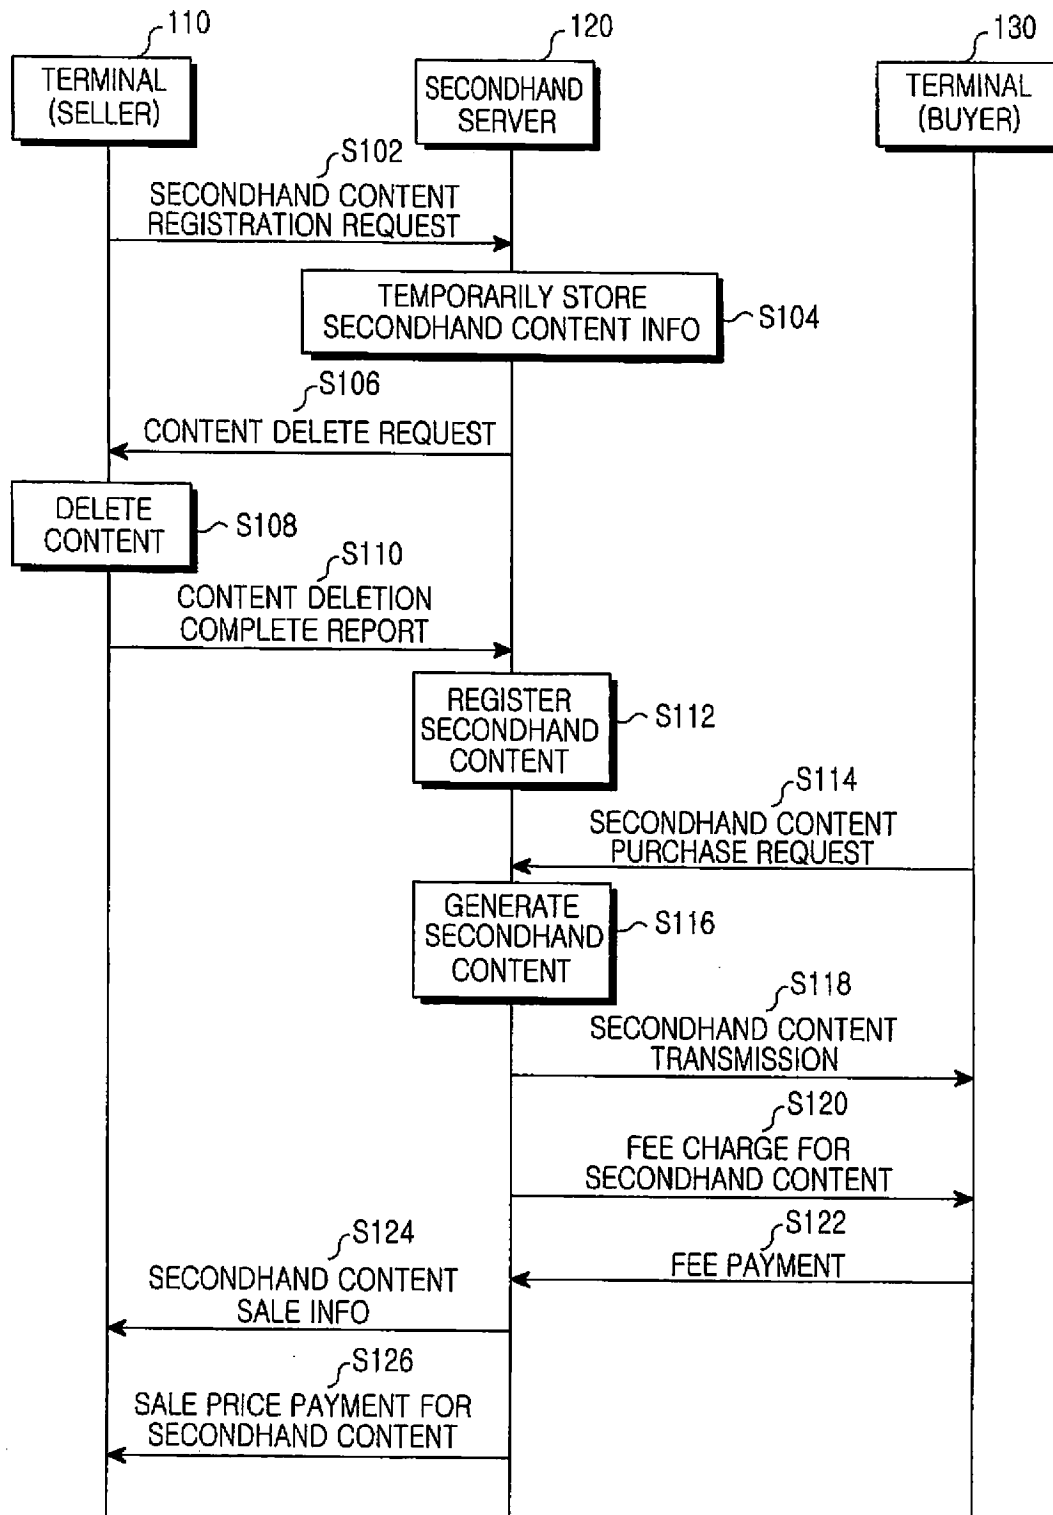 110
120
130
TERMINAL
(SELLER)
SECONDHAND
SERVER
TERMINAL
(BUYER)
S102
SECONDHAND CONTENT
REGISTRATION REQUEST
TEMPORARILY STORE
SECONDHAND CONTENT INFO
S104
S106
CONTENT DELETE REQUEST
DELETE
CONTENT
S108
S110
CONTENT DELETION
COMPLETE REPORT
REGISTER
SECONDHAND
CONTENT
S112
S114
SECONDHAND CONTENT
PURCHASE REQUEST
GENERATE
SECONDHAND
CONTENT
S116
S118
SECONDHAND CONTENT
TRANSMISSION
S120
FEE CHARGE FOR
SECONDHAND CONTENT
S122
FEE PAYMENT
S124
SECONDHAND CONTENT
SALE INFO
S126
SALE PRICE PAYMENT FOR
SECONDHAND CONTENT